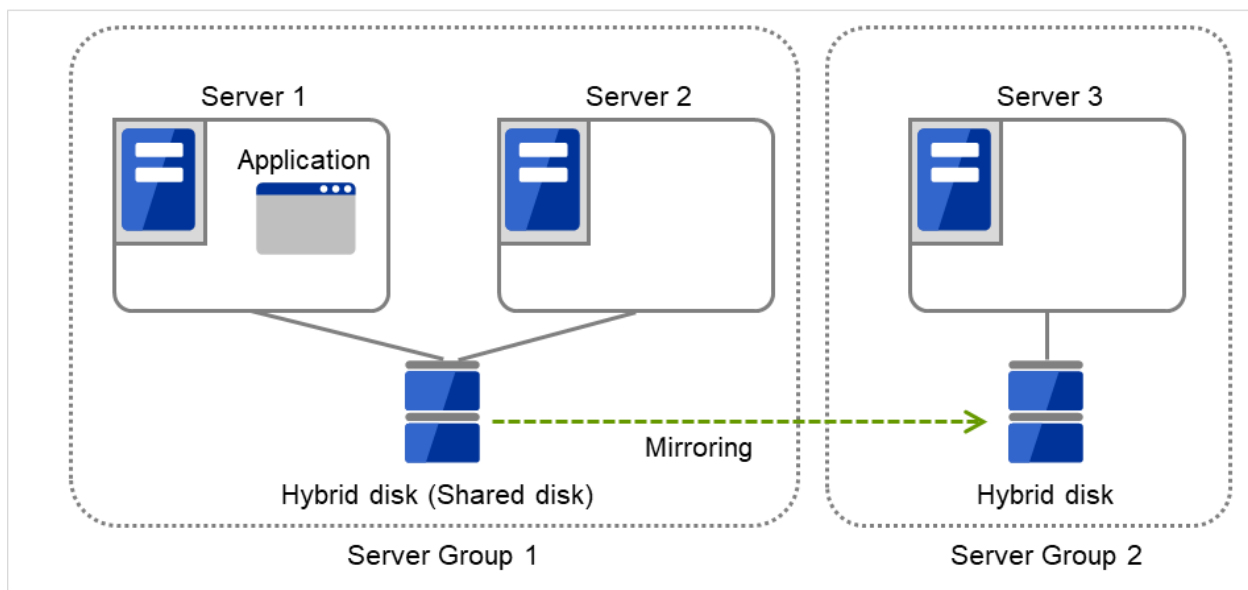 Server 1
Server 2
Server 3
Application
Mirroring
Hybrid disk (Shared disk)
Hybrid disk
Server Group 1
Server Group 2